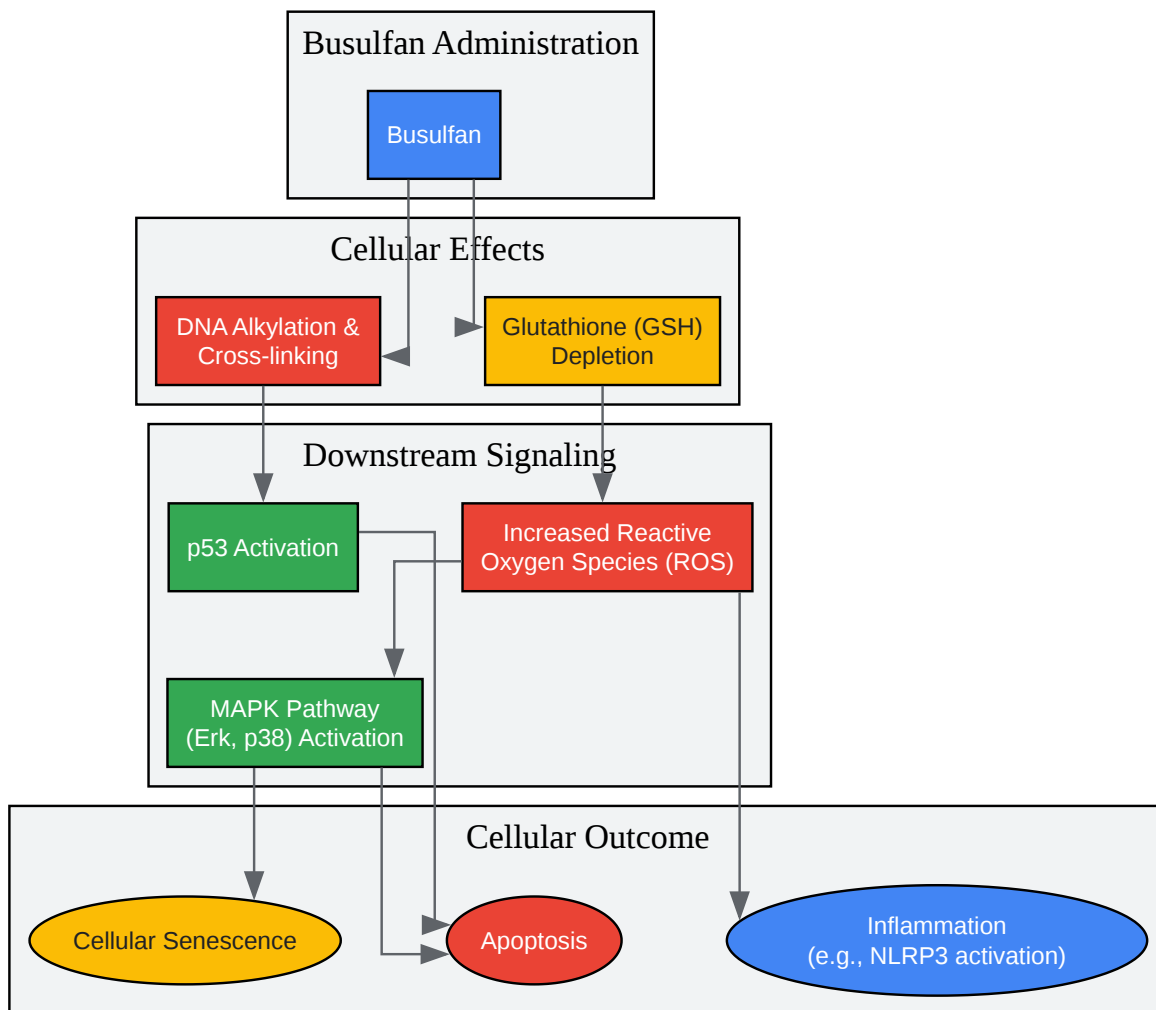 Busulfan Administration
Busulfan
Cellular Effects
DNA Alkylation &
Cross-linking
Glutathione (GSH)
Depletion
Downstream Signaling
p53 Activation
Increased Reactive
Oxygen Species (ROS)
MAPK Pathway
(Erk, p38) Activation
Cellular Outcome
Cellular Senescence
Apoptosis
Inflammation
(e.g., NLRP3 activation)